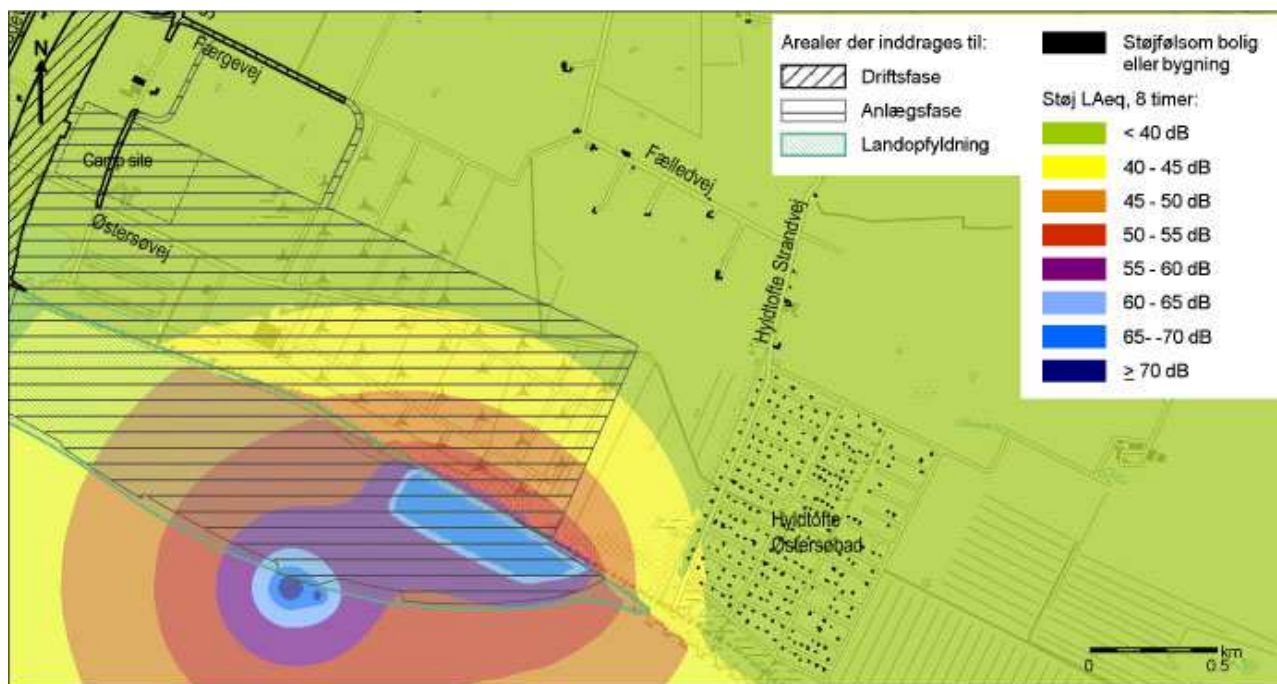 N
Færgevej
Camp site
Østersøvej
Fælledvej
Hyldtofte Strandvej
Hyldtofte
Østersøbad
Arealer der inddrages til:
Driftsfase
Anlægsfase
Landopfyldning
Støjfølsom bolig
eller bygning
Støj LAeq, 8 timer:
< 40 dB
40 - 45 dB
45 - 50 dB
50 - 55 dB
55 - 60 dB
60 - 65 dB
65- -70 dB
≥ 70 dB
km
0
0.5